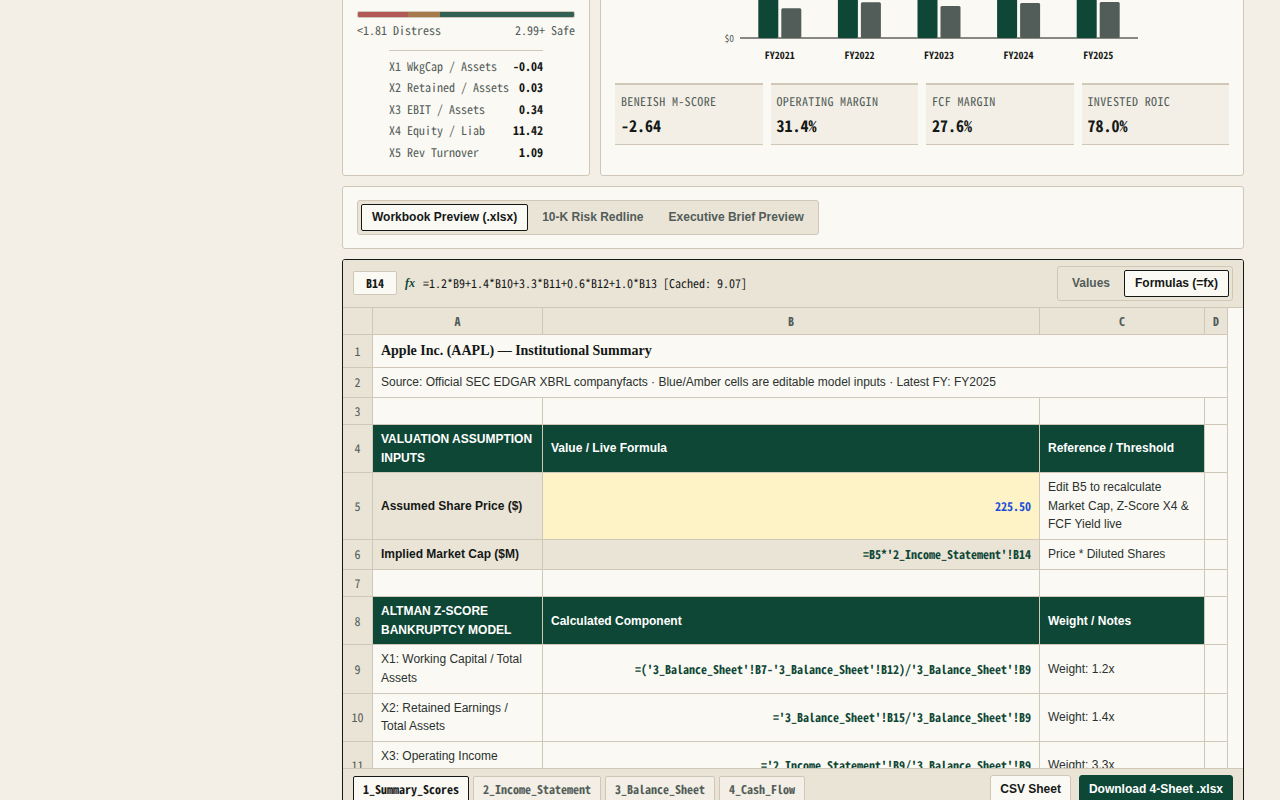 <1.81 Distress 2.99+ Safe
X1 WkgCap / Assets -0.04
X2 Retained / Assets 0.03
X3 EBIT / Assets 0.34
X4 Equity / Liab 11.42
X5 Rev Turnover 1.09
$0
FY2021 FY2022 FY2023 FY2024 FY2025
BENEISH M-SCORE OPERATING MARGIN FCF MARGIN INVESTED ROIC
-2.64 31.4% 27.6% 78.0%
Workbook Preview (.xlsx) 10-K Risk Redline Executive Brief Preview
B14 fx =1.2*B9+1.4*B10+3.3*B11+0.6*B12+1.0*B13 [Cached: 9.07] Values Formulas (=fx)
A B C D
1 Apple Inc. (AAPL) — Institutional Summary
2 Source: Official SEC EDGAR XBRL companyfacts · Blue/Amber cells are editable model inputs · Latest FY: FY2025
3
4 VALUATION ASSUMPTION INPUTS Value / Live Formula Reference / Threshold
5 Assumed Share Price ($) 225.50 Edit B5 to recalculate Market Cap, Z-Score X4 & FCF Yield live
6 Implied Market Cap ($M) =B5*'2_Income_Statement'!B14 Price * Diluted Shares
7
8 ALTMAN Z-SCORE BANKRUPTCY MODEL Calculated Component Weight / Notes
9 X1: Working Capital / Total Assets =('3_Balance_Sheet'!B7-'3_Balance_Sheet'!B12)/'3_Balance_Sheet'!B9 Weight: 1.2x
10 X2: Retained Earnings / Total Assets ='3_Balance_Sheet'!B15/'3_Balance_Sheet'!B9 Weight: 1.4x
11 X3: Operating Income ='2_Income_Statement'!B9/'3_Balance_Sheet'!B9 Weight: 3.3x
1_Summary_Scores 2_Income_Statement 3_Balance_Sheet 4_Cash_Flow CSV Sheet Download 4-Sheet .xlsx